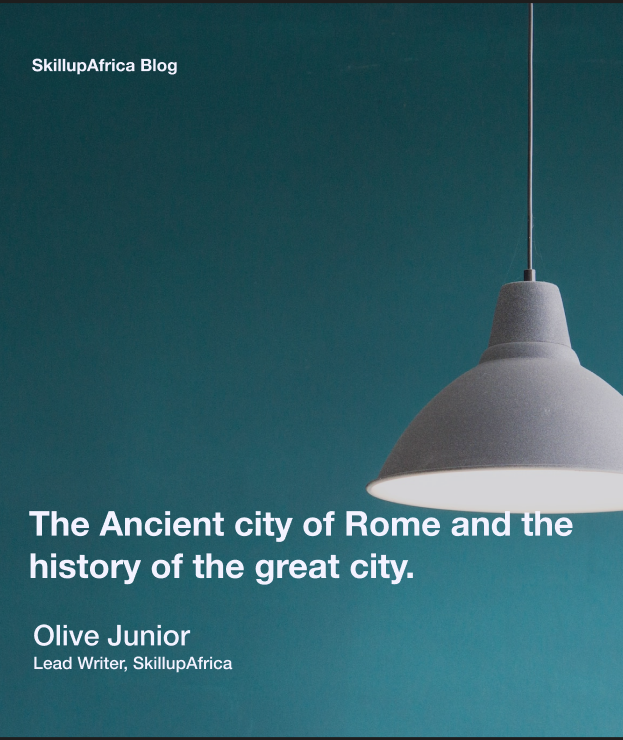 SkillupAfrica Blog
The Ancient city of Rome and the
history of the great city.
Olive Junior
Lead Writer, SkillupAfrica